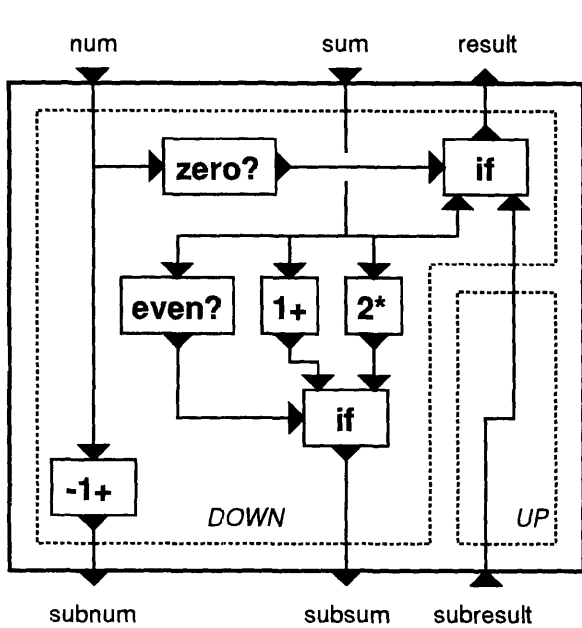 num sum result
zero? if
even? 1+ 2*
if
-1+
DOWN UP
subnum subsum subresult